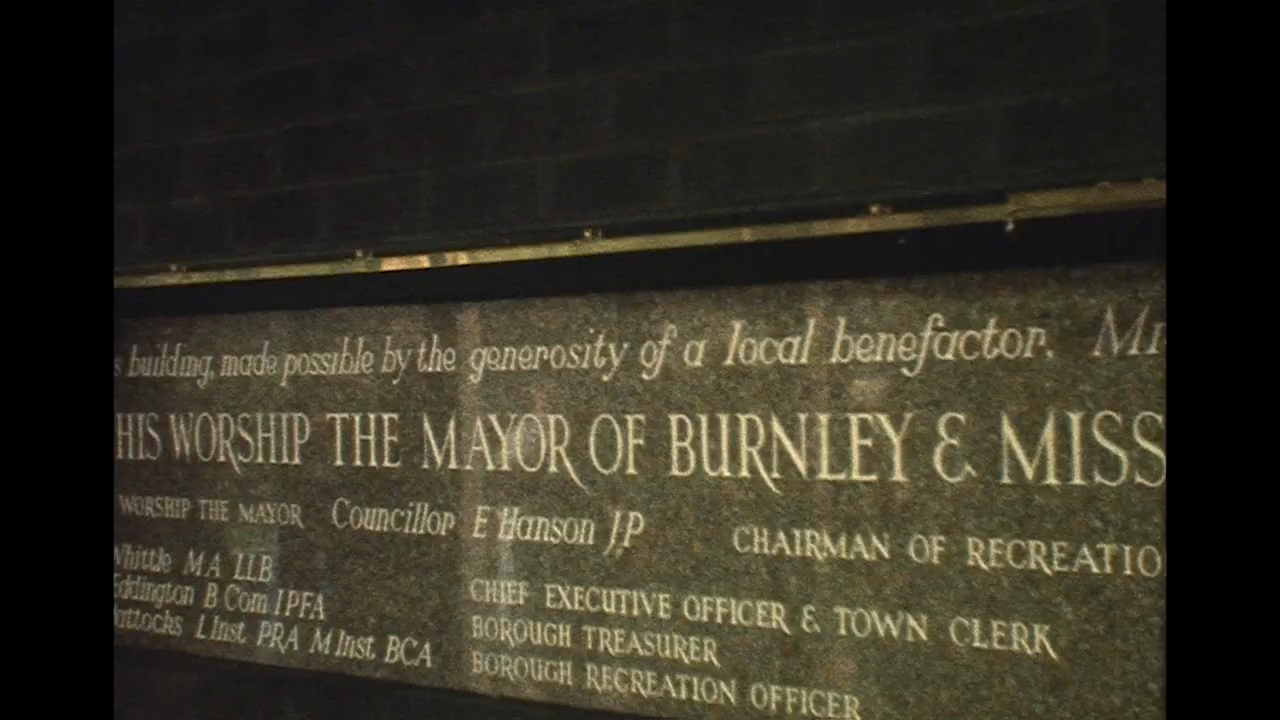 building, made possible by the generosity of a local benefactor.
HIS WORSHIP THE MAYOR OF BURNLEY & MISS
WORSHIP THE MAYOR Councillor E Hanson J.P CHAIRMAN OF RECREATIO
Whittle M A LLB CHIEF EXECUTIVE OFFICER & TOWN CLERK
Eddington B Com IPFA BOROUGH TREASURER
L Inst PRA M Inst BCA BOROUGH RECREATION OFFICER